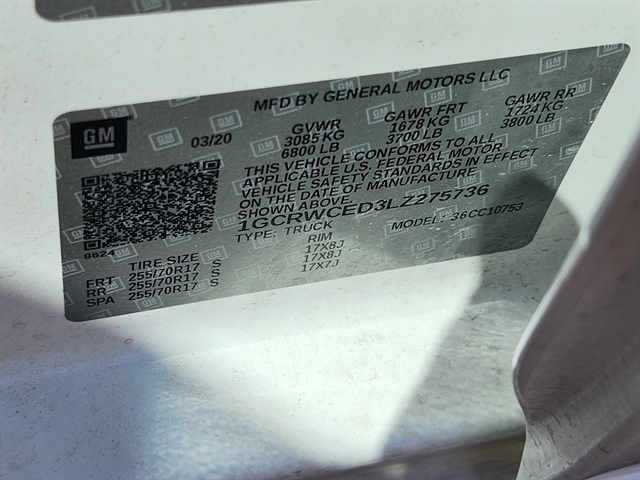 MFD BY GENERAL MOTORS LLC
GM 03/20 GVWR GAWR FRT GAWR RR
3085 KG 1678 KG 1724 KG
6800 LB 3700 LB 3800 LB
THIS VEHICLE CONFORMS TO ALL
APPLICABLE U.S. FEDERAL MOTOR
VEHICLE SAFETY STANDARDS IN EFFECT
ON THE DATE OF MANUFACTURE
SHOWN ABOVE.
1GCRWCED3LZ275736
TYPE: TRUCK MODEL: 36CC10753
8624
TIRE SIZE RIM
FRT 255/70R17 S 17X8J
RR 255/70R17 S 17X8J
SPA 255/70R17 S 17X7J